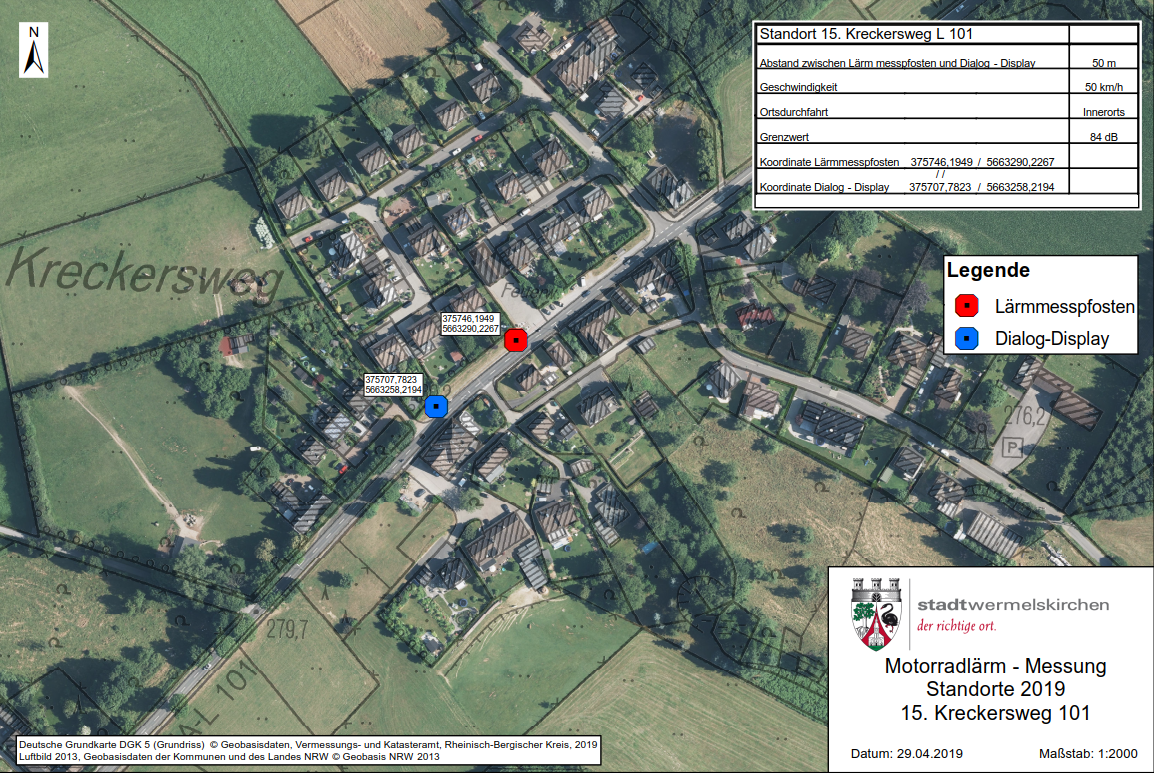 N
Standort 15. Kreckersweg L 101
Abstand zwischen Lärm messpfosten und Dialog - Display 50 m
Geschwindigkeit 50 km/h
Ortsdurchfahrt Innerorts
Grenzwert 84 dB
Koordinate Lärmmesspfosten 375746,1949 / 5663290,2267
/ /
Koordinate Dialog - Display 375707,7823 / 5663258,2194
Kreckersweg
Legende
Lärmmesspfosten
Dialog-Display
375746,1949
5663290,2267
375707,7823
5663258,2194
276,2
P
279,7
L 101
stadtwermelskirchen
der richtige ort.
Motorradlärm - Messung
Standorte 2019
15. Kreckersweg 101
Datum: 29.04.2019 Maßstab: 1:2000
Deutsche Grundkarte DGK 5 (Grundriss) © Geobasisdaten, Vermessungs- und Katasteramt, Rheinisch-Bergischer Kreis, 2019
Luftbild 2013, Geobasisdaten der Kommunen und des Landes NRW © Geobasis NRW 2013